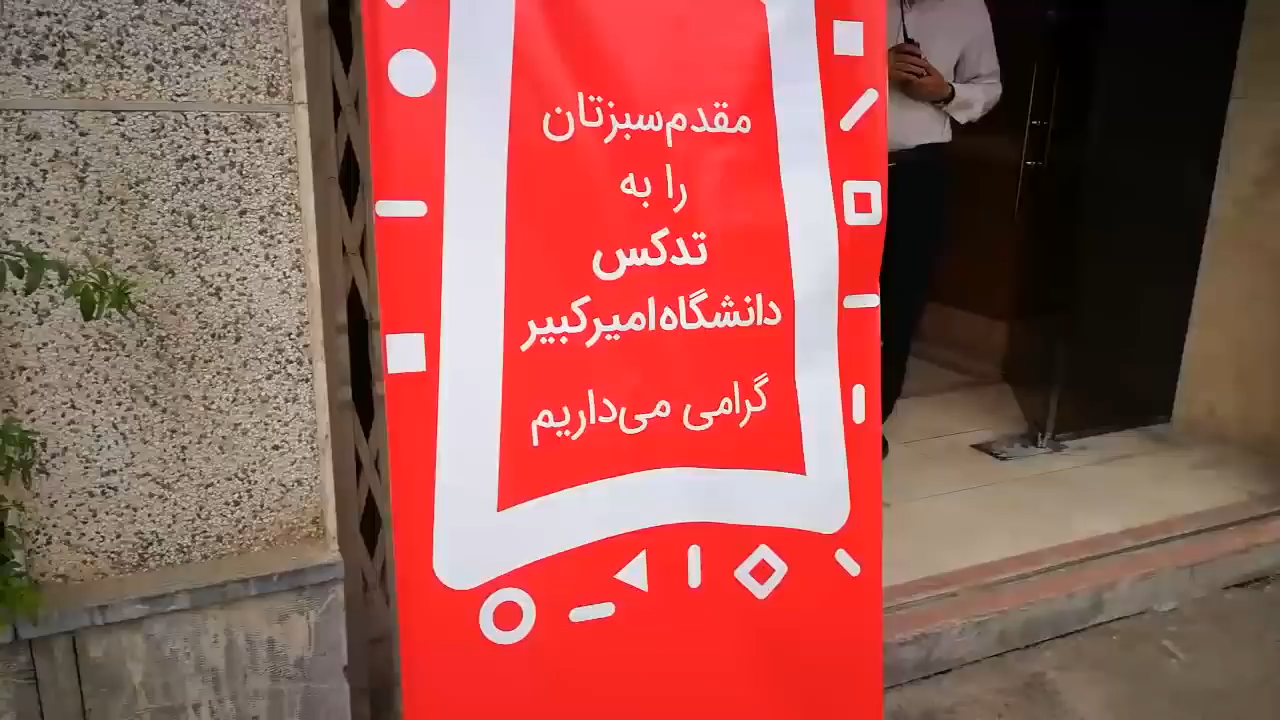 مقدم سبزتان
را به
تدکس
دانشگاه امیرکبیر
گرامی می‌داریم